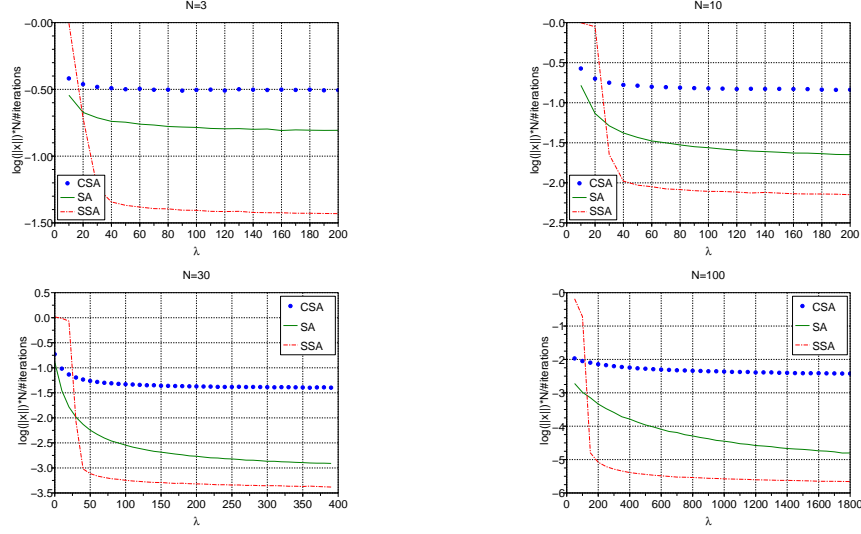 N=3
log(||x||)*N/#iterations
−0.00
−0.50
−1.00
−1.50
0 20 40 60 80 100 120 140 160 180 200
λ
CSA
SA
SSA
N=10
log(||x||)*N/#iterations
−0.0
−0.5
−1.0
−1.5
−2.0
−2.5
0 20 40 60 80 100 120 140 160 180 200
λ
CSA
SA
SSA
N=30
log(||x||)*N/#iterations
0.5
0.0
−0.5
−1.0
−1.5
−2.0
−2.5
−3.0
−3.5
0 50 100 150 200 250 300 350 400
λ
CSA
SA
SSA
N=100
log(||x||)*N/#iterations
−0
−1
−2
−3
−4
−5
−6
0 200 400 600 800 1000 1200 1400 1600 1800
λ
CSA
SA
SSA